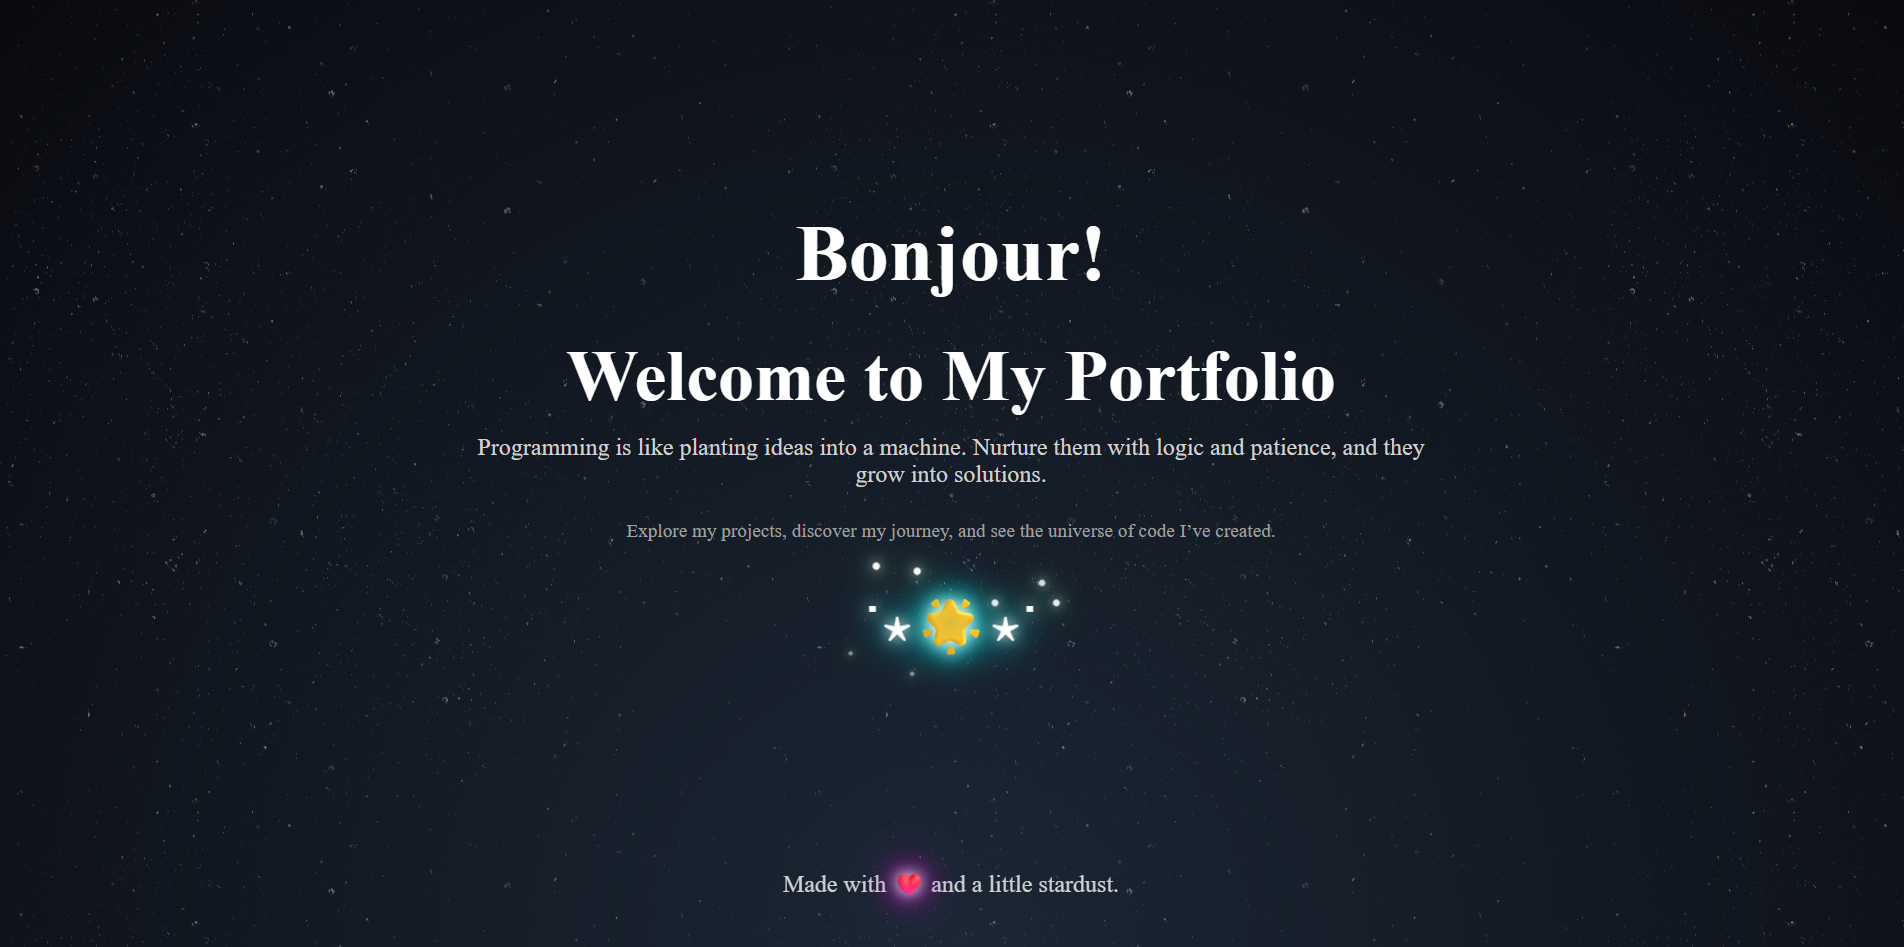 Bonjour!
Welcome to My Portfolio
Programming is like planting ideas into a machine. Nurture them with logic and patience, and they
grow into solutions.
Explore my projects, discover my journey, and see the universe of code I’ve created.
Made with ❤️ and a little stardust.